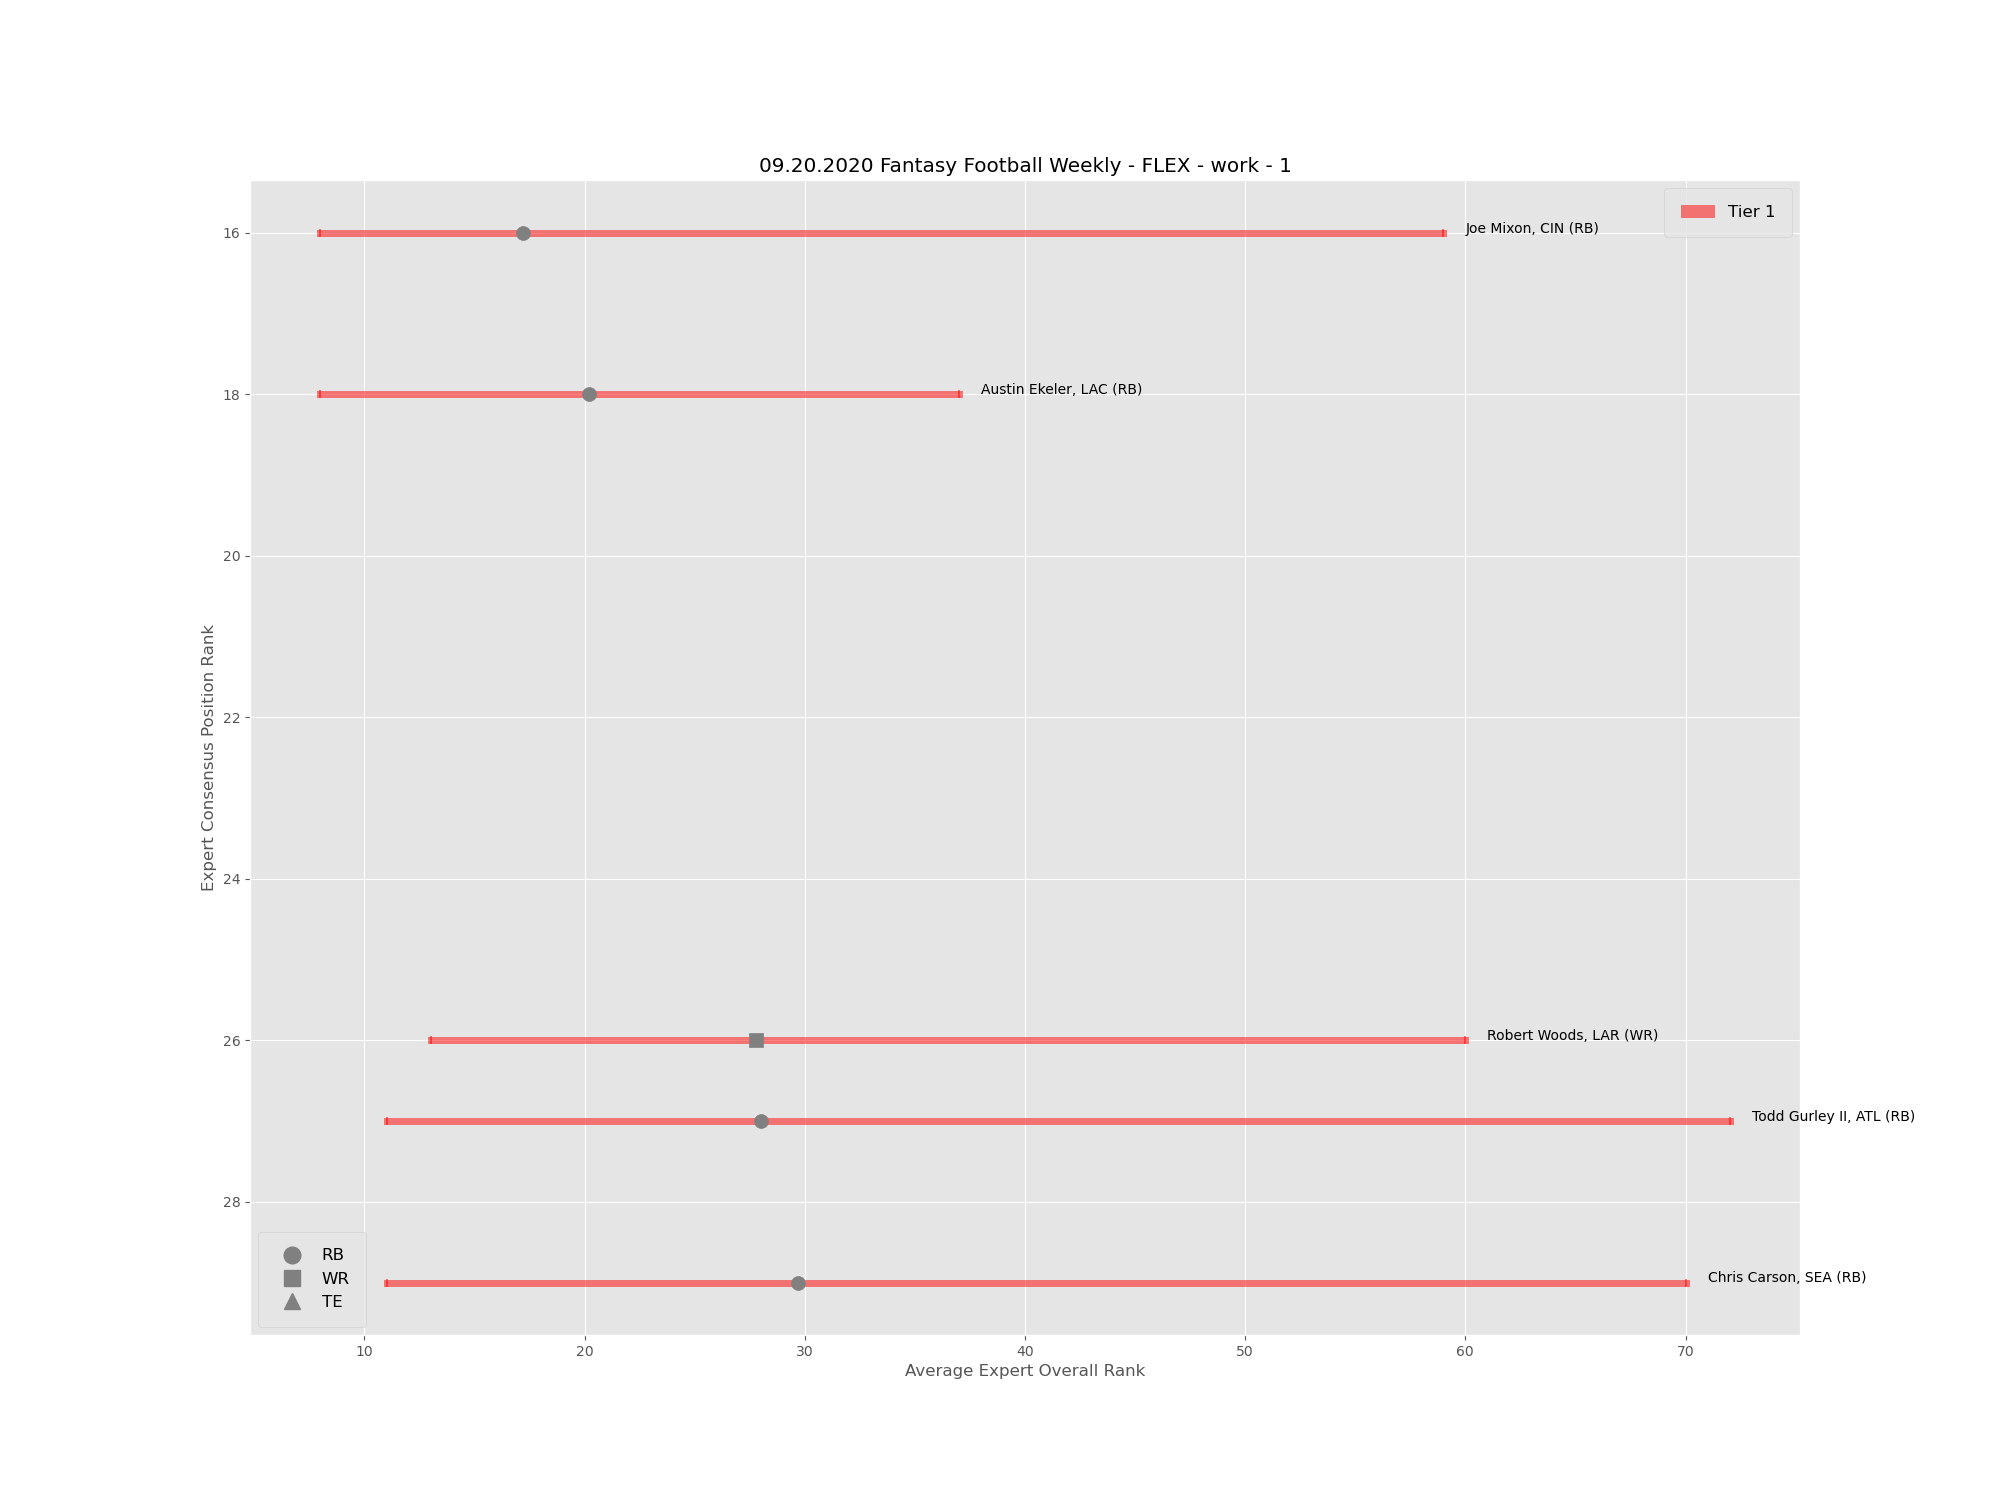 09.20.2020 Fantasy Football Weekly - FLEX - work - 1
Tier 1
16
Joe Mixon, CIN (RB)
18
Austin Ekeler, LAC (RB)
20
22
24
26
Robert Woods, LAR (WR)
Todd Gurley II, ATL (RB)
28
Chris Carson, SEA (RB)
Expert Consensus Position Rank
RB
WR
TE
10 20 30 40 50 60 70
Average Expert Overall Rank